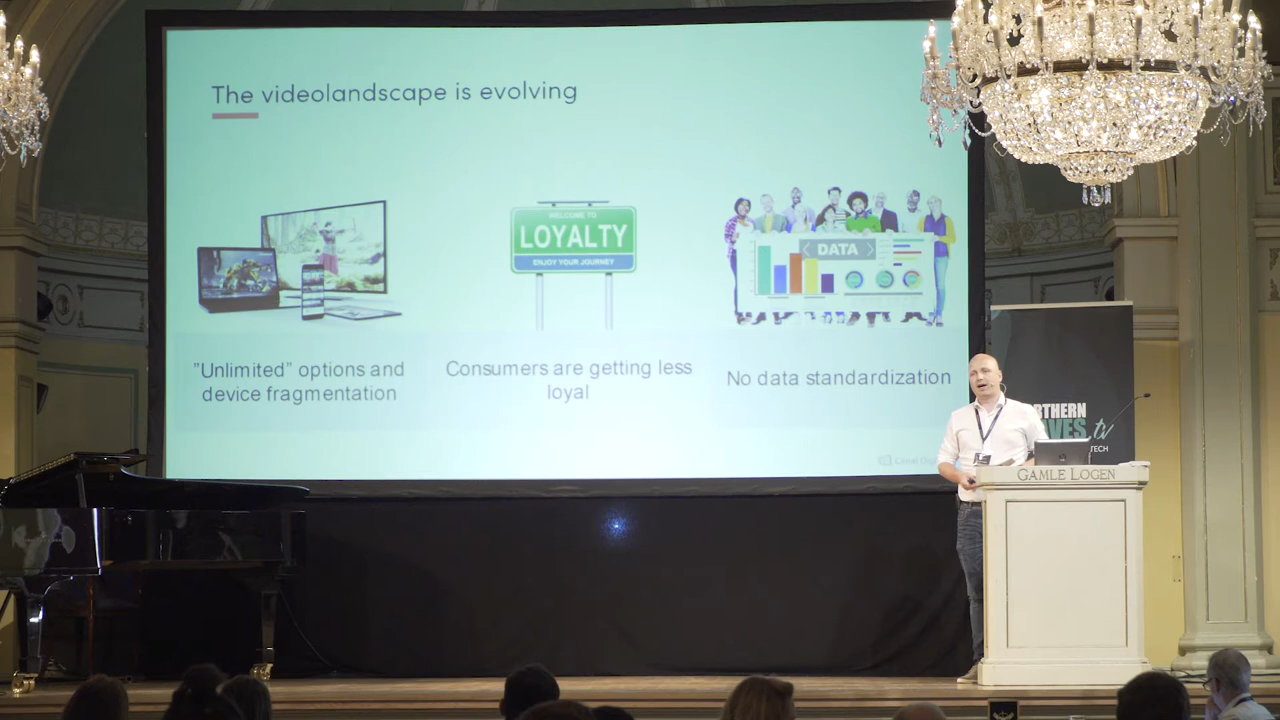 The videolandscape is evolving
WELCOME TO
LOYALTY
ENJOY YOUR JOURNEY
DATA
"Unlimited" options and
device fragmentation
Consumers are getting less
loyal
No data standardization
GAMLE LOGEN